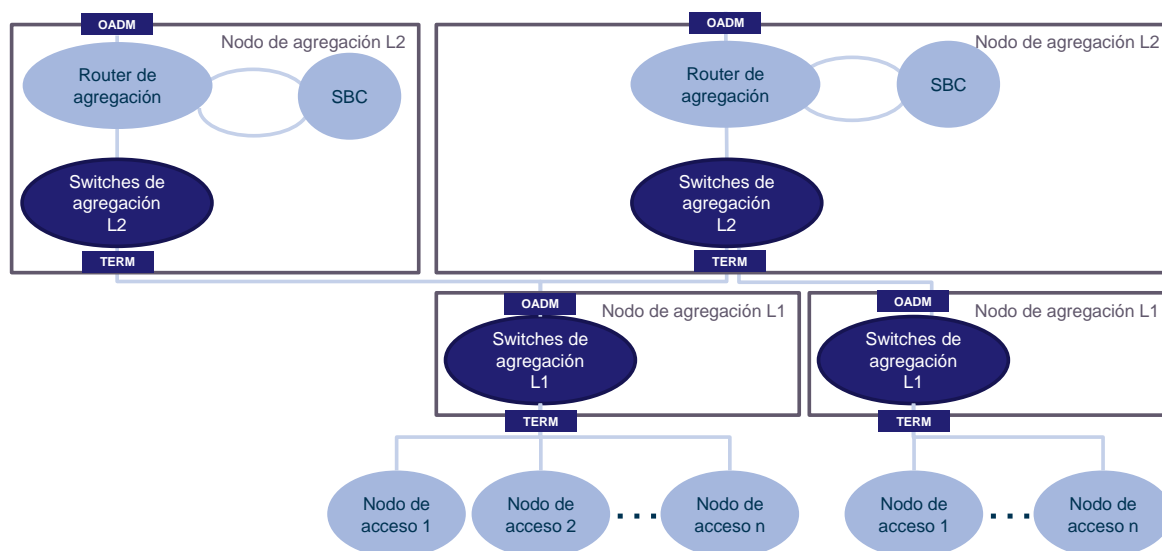 OADM
Nodo de agregación L2
Router de
agregación
SBC
Switches de
agregación
L2
TERM
OADM
Nodo de agregación L2
Router de
agregación
SBC
Switches de
agregación
L2
TERM
OADM
Nodo de agregación L1
Switches de
agregación
L1
TERM
OADM
Nodo de agregación L1
Switches de
agregación
L1
TERM
Nodo de
acceso 1
Nodo de
acceso 2
...
Nodo de
acceso n
Nodo de
acceso 1
...
Nodo de
acceso n